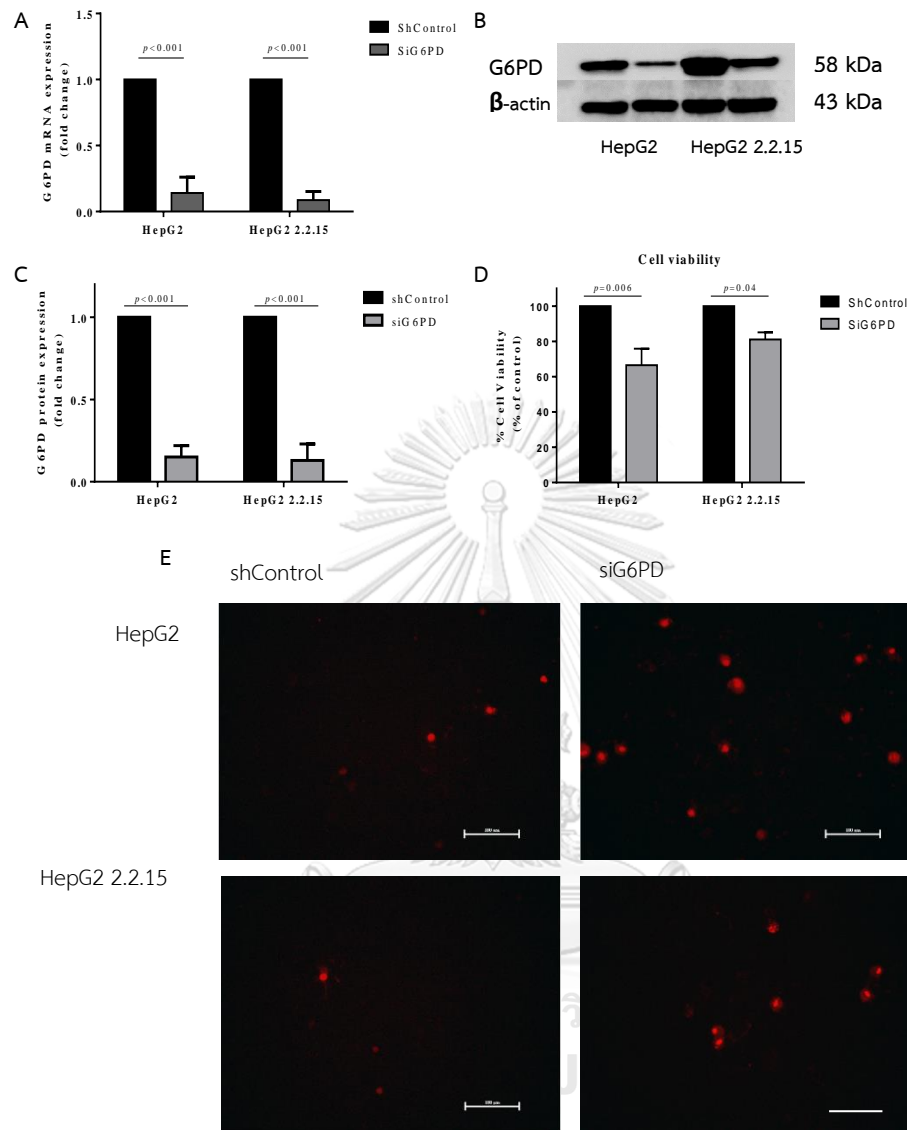 A
1.5
1.0
0.5
0.0
G6PD mRNA expression
(fold change)
p<0.001
p<0.001
HepG2
HepG2 2.2.15
ShControl
SiG6PD
B
G6PD
58 kDa
β-actin
43 kDa
HepG2
HepG2 2.2.15
C
1.0
0.5
0.0
G6PD protein expression
(fold change)
p<0.001
p<0.001
HepG2
HepG2 2.2.15
shControl
siG6PD
D
Cell viability
100
80
60
40
20
0
% Cell Viability
(% of control)
p=0.006
p=0.04
HepG2
HepG2 2.2.15
ShControl
SiG6PD
E
shControl
siG6PD
HepG2
HepG2 2.2.15